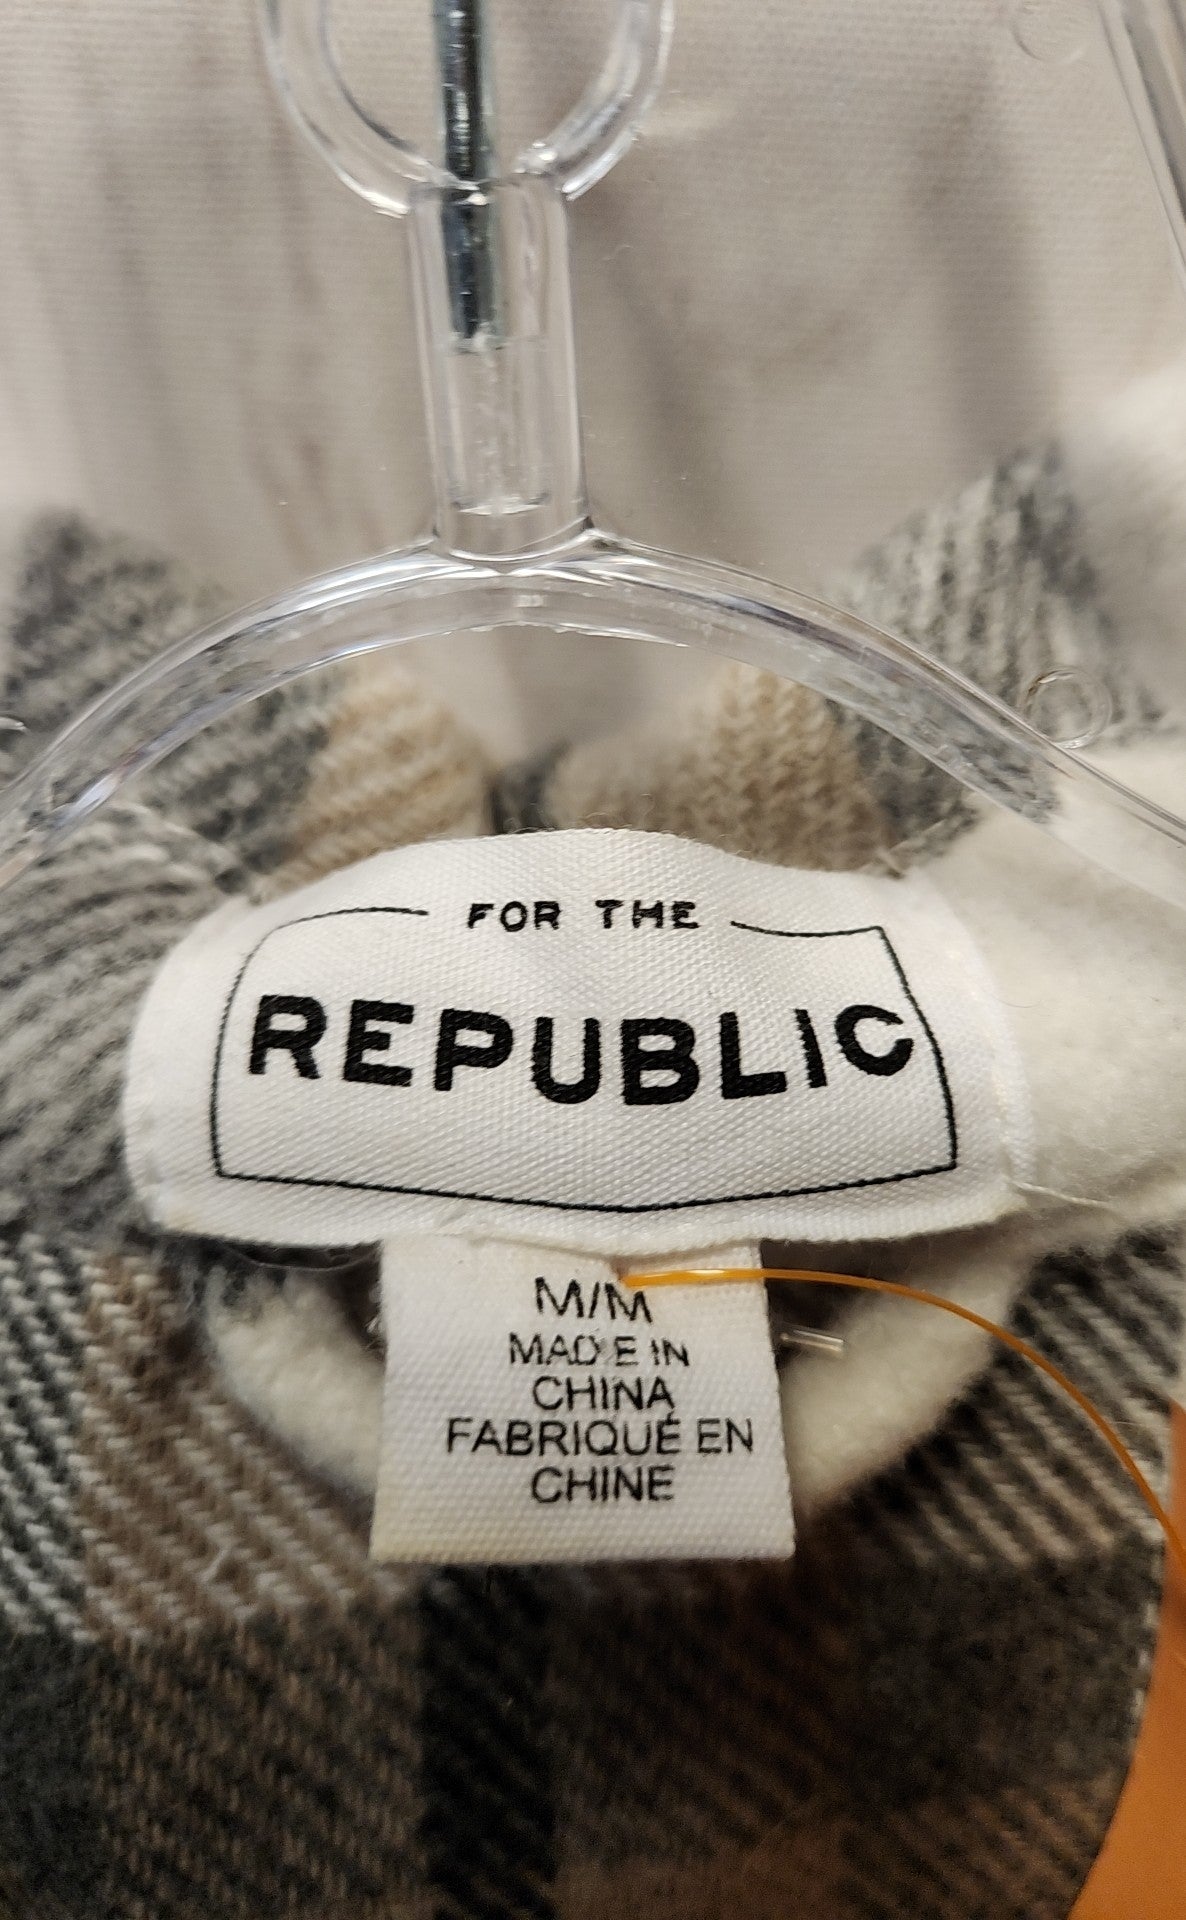 FOR THE
REPUBLIC
M/M
MADE IN
CHINA
FABRIQUÉ EN
CHINE